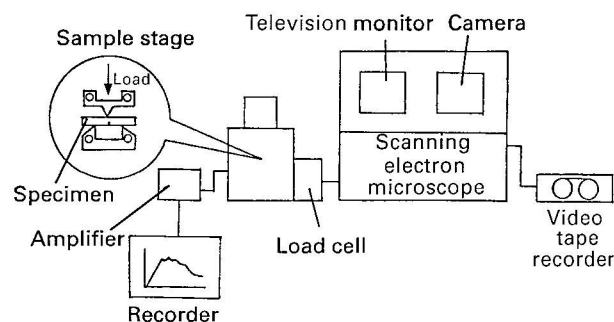 Sample stage
Load
Specimen
Amplifier
Recorder
Load cell
Television monitor
Camera
Scanning
electron
microscope
Video
tape
recorder